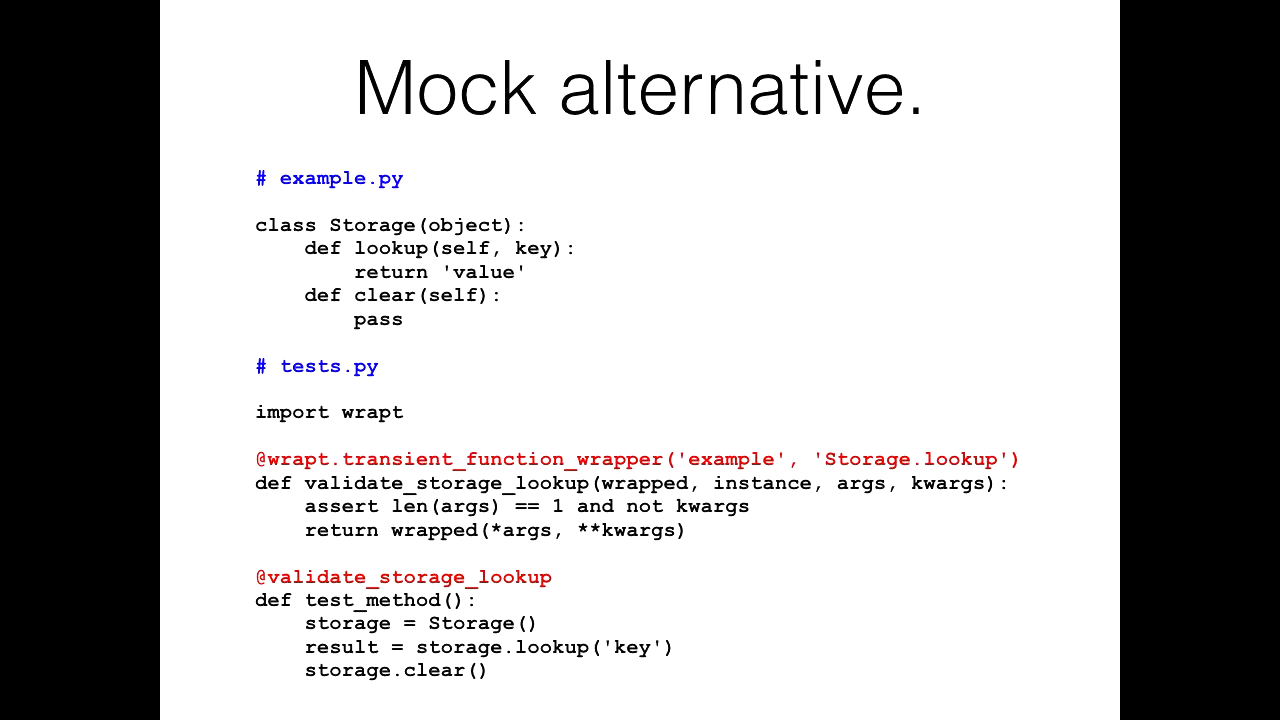 Mock alternative.
# example.py
class Storage(object):
    def lookup(self, key):
        return 'value'
    def clear(self):
        pass
# tests.py
import wrapt
@wrapt.transient_function_wrapper('example', 'Storage.lookup')
def validate_storage_lookup(wrapped, instance, args, kwargs):
    assert len(args) == 1 and not kwargs
    return wrapped(*args, **kwargs)
@validate_storage_lookup
def test_method():
    storage = Storage()
    result = storage.lookup('key')
    storage.clear()